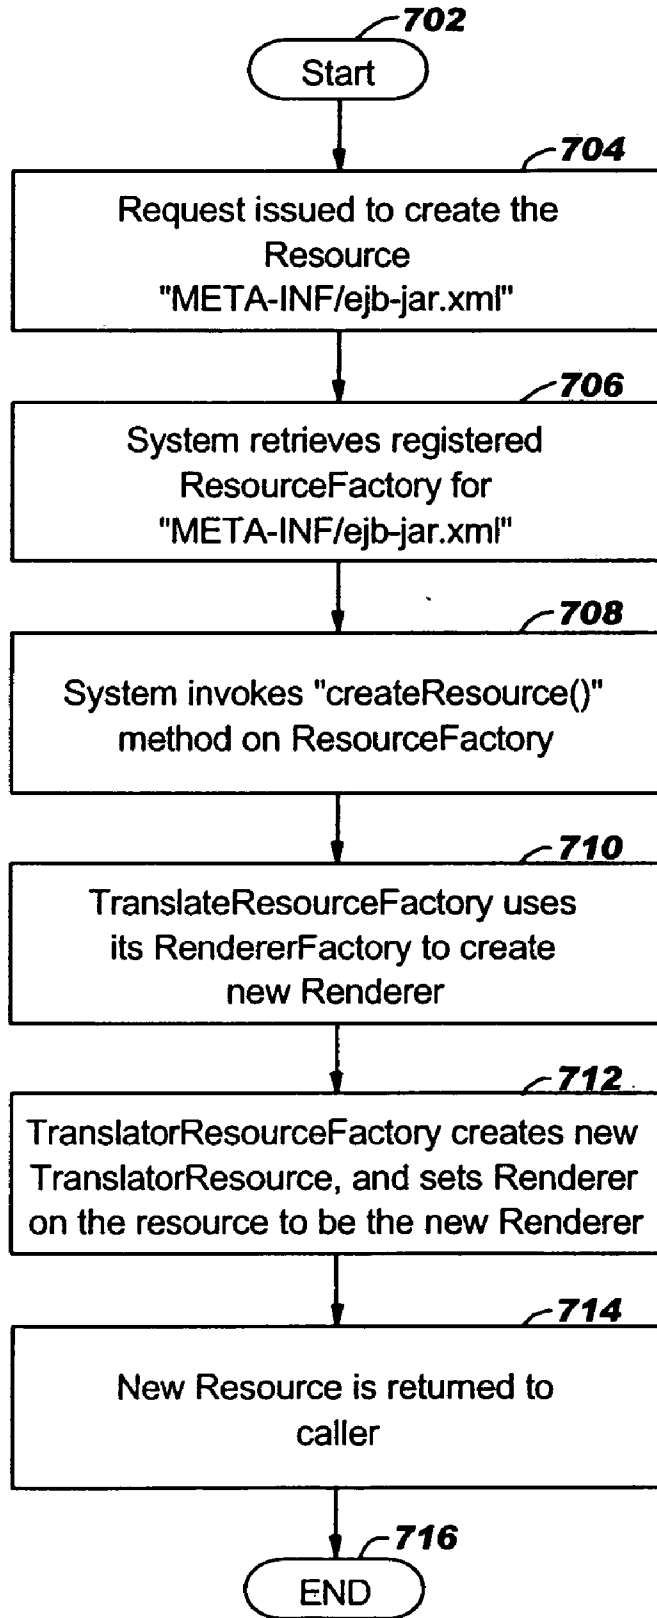 702
Start
704
Request issued to create the
Resource
"META-INF/ejb-jar.xml"
706
System retrieves registered
ResourceFactory for
"META-INF/ejb-jar.xml"
708
System invokes "createResource()"
method on ResourceFactory
710
TranslateResourceFactory uses
its RendererFactory to create
new Renderer
712
TranslatorResourceFactory creates new
TranslatorResource, and sets Renderer
on the resource to be the new Renderer
714
New Resource is returned to
caller
716
END